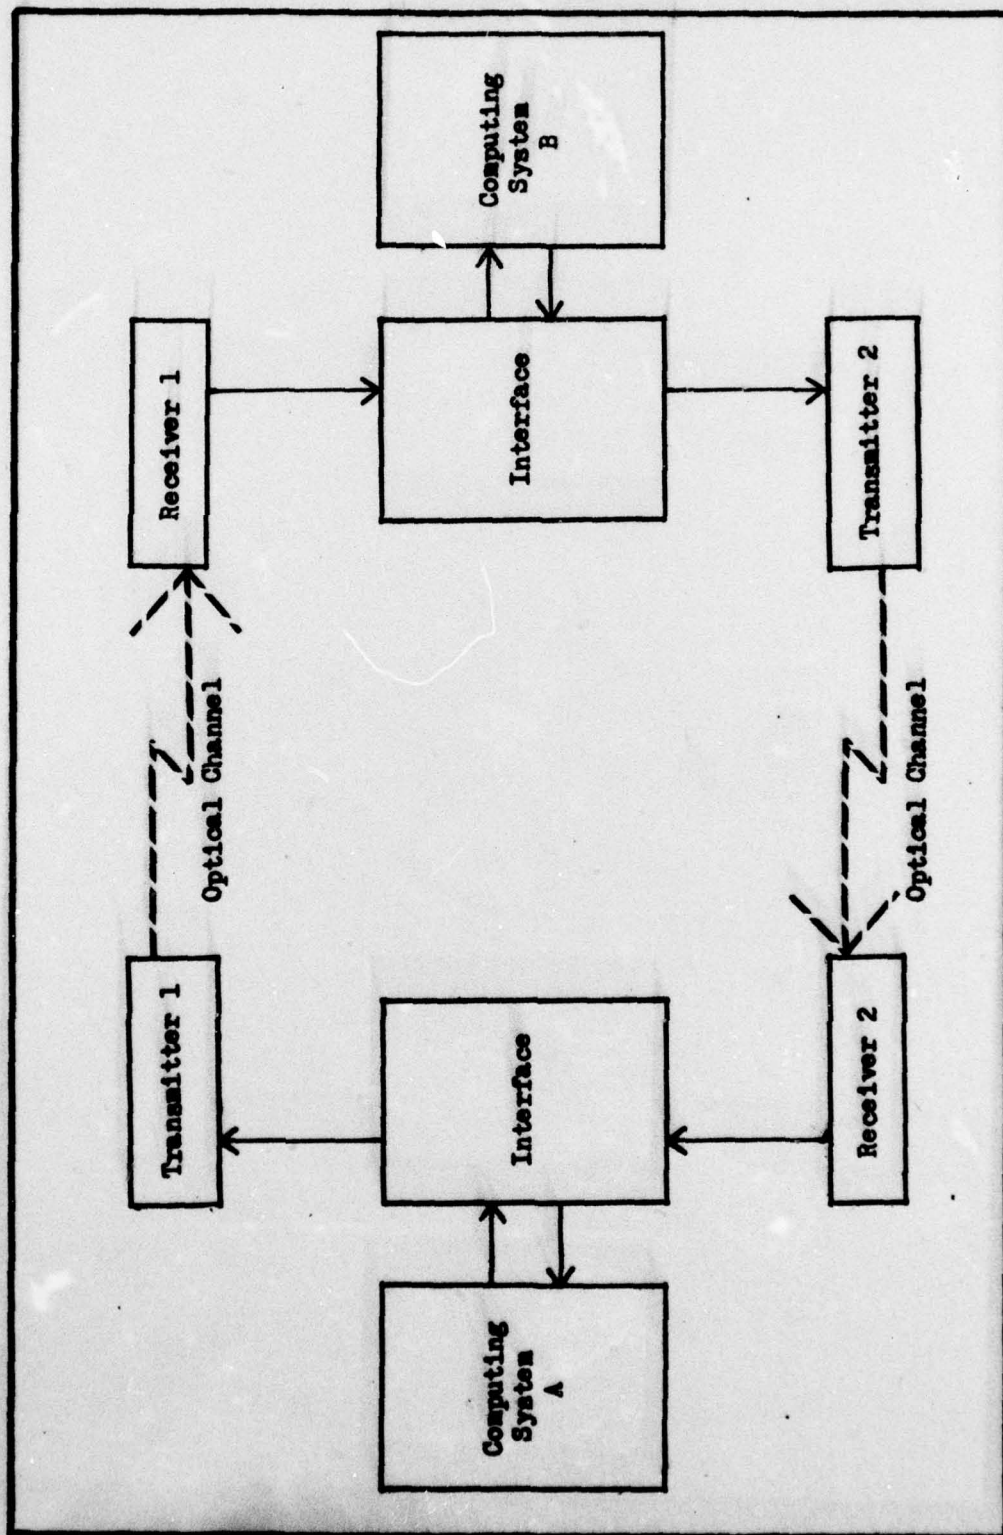 Transmitter 1
Optical Channel
Receiver 1
Computing
System
A
Interface
Interface
Computing
System
B
Receiver 2
Optical Channel
Transmitter 2